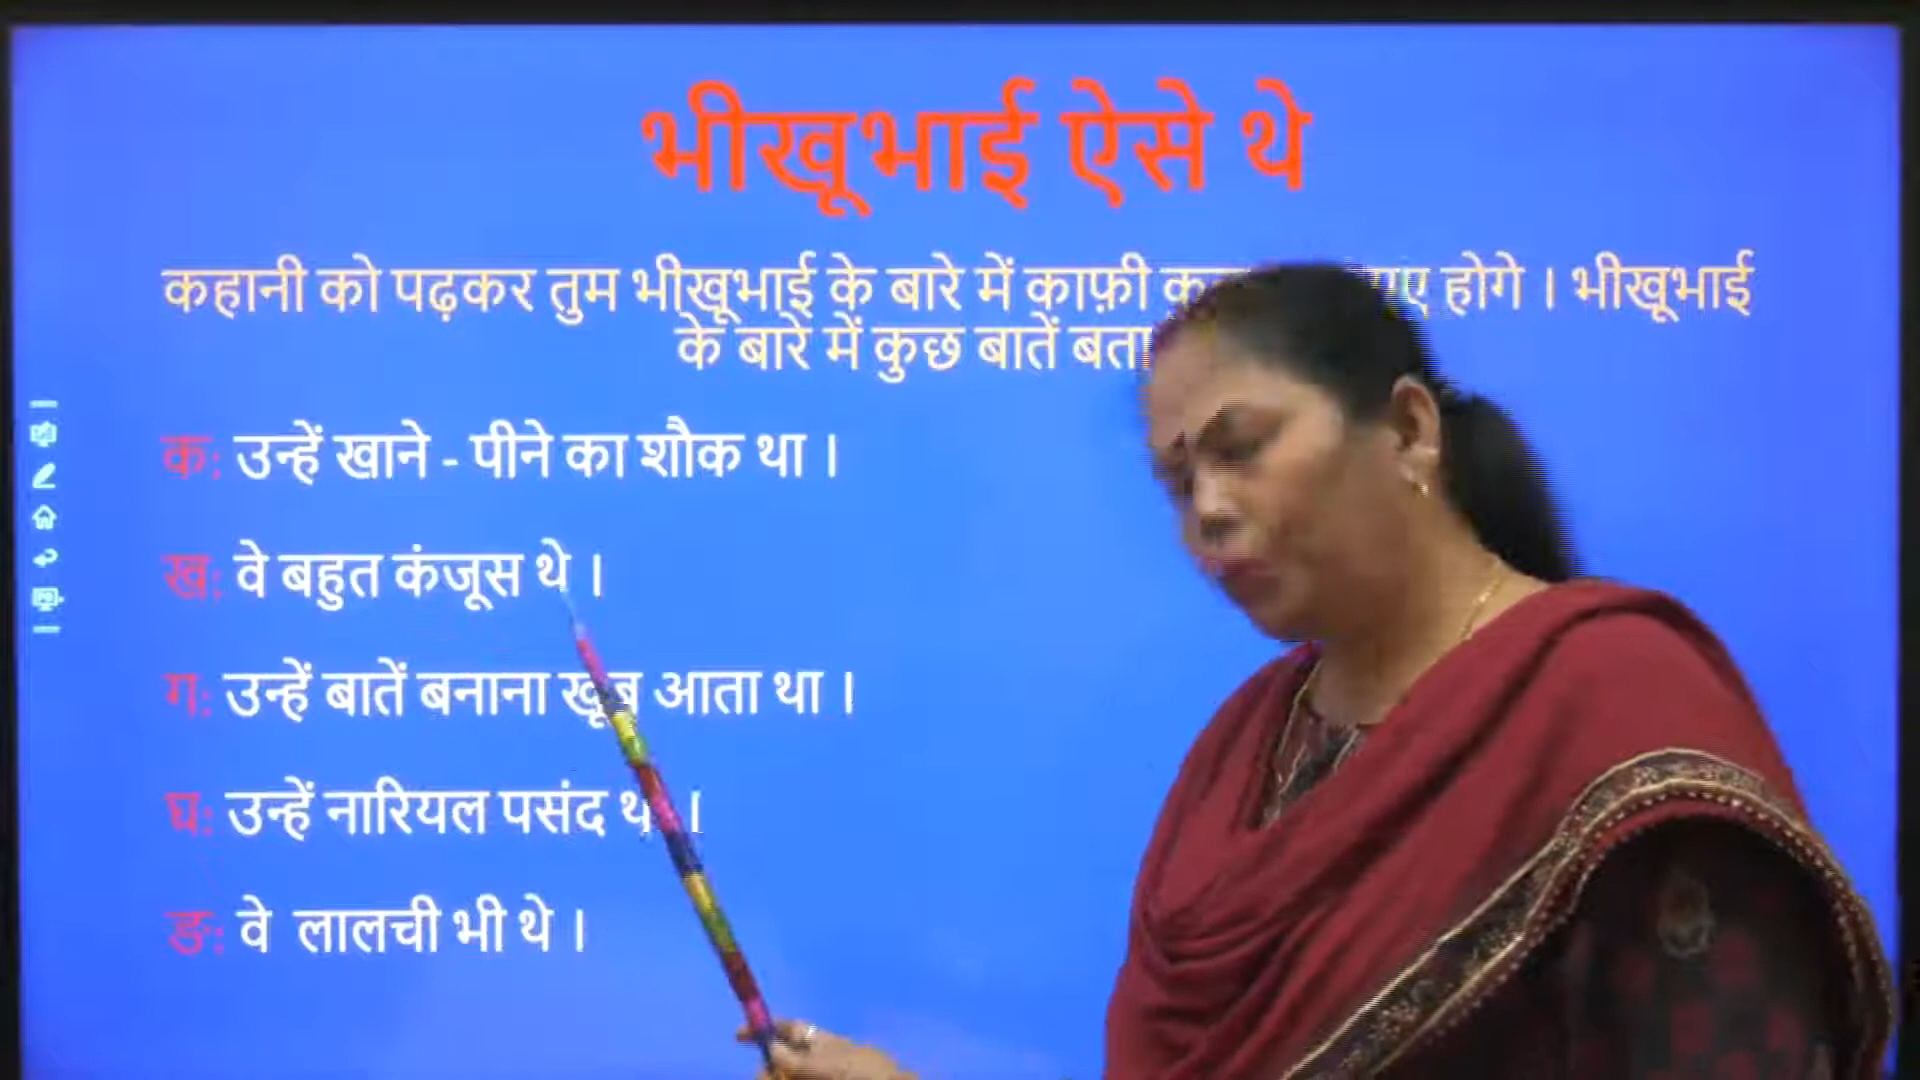 भीखूभाई ऐसे थे
कहानी को पढ़कर तुम भीखूभाई के बारे में काफ़ी होगे । भीखूभाई
के बारे में कुछ बातें
क: उन्हें खाने - पीने का शौक था ।
ख: वे बहुत कंजूस थे ।
ग: उन्हें बातें बनाना खूब आता था ।
घ: उन्हें नारियल पसंद ।
ङ: वे लालची भी थे ।